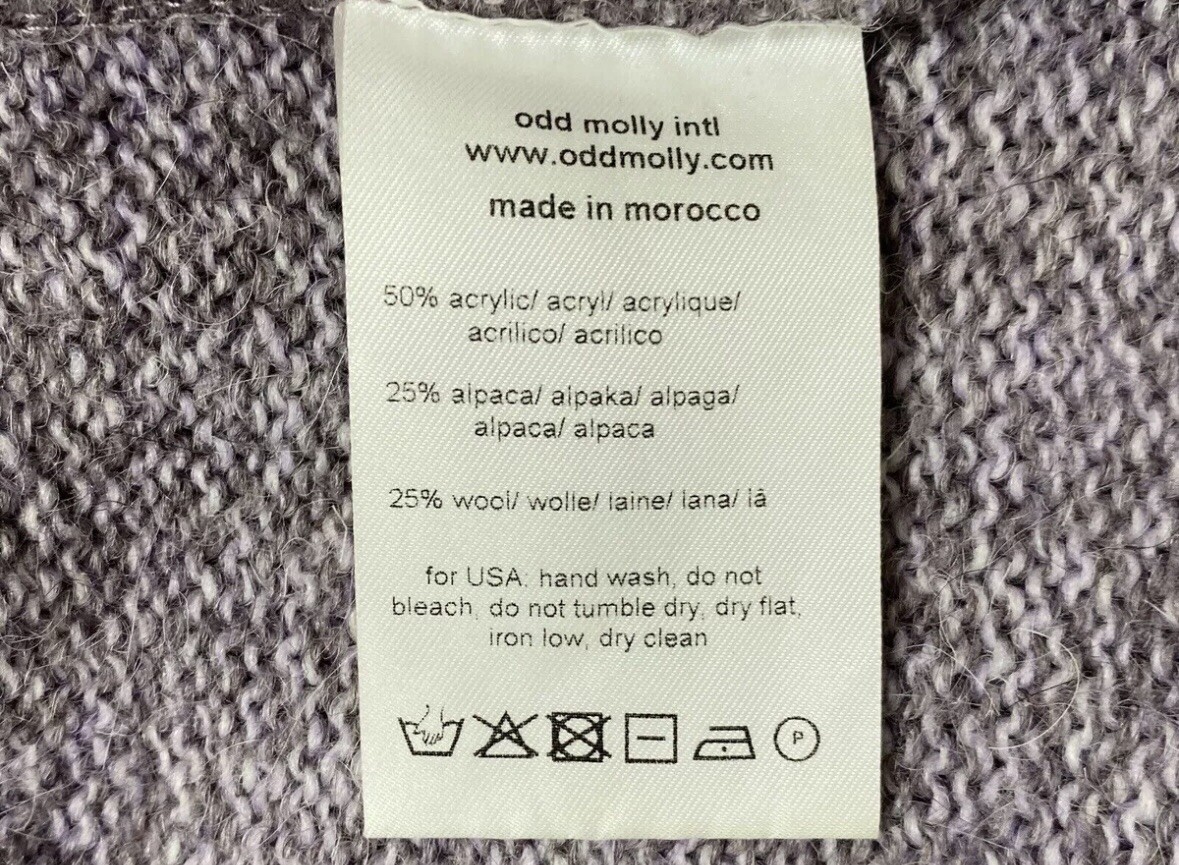 odd molly intl
www.oddmolly.com
made in morocco
50% acrylic/ acryl/ acrylique/
acrilico/ acrilico
25% alpaca/ alpaka/ alpaga/
alpaca/ alpaca
25% wool/ wolle/ laine/ lana/ lã
for USA: hand wash, do not
bleach, do not tumble dry, dry flat,
iron low, dry clean
P